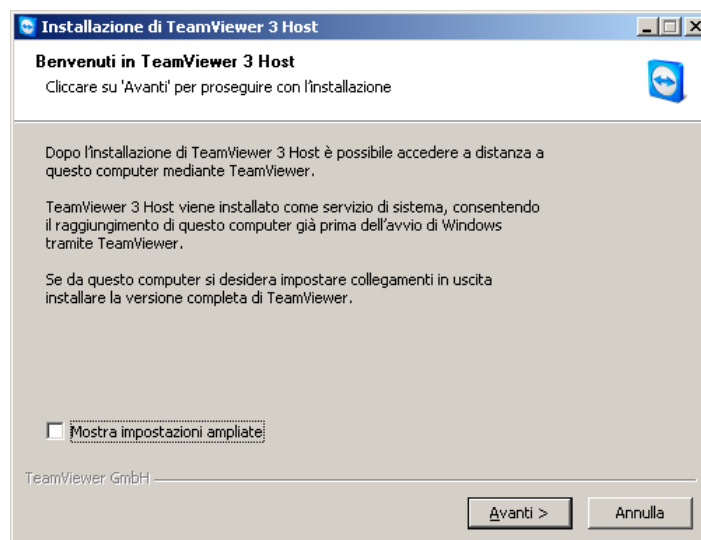 Installazione di TeamViewer 3 Host
Benvenuti in TeamViewer 3 Host
Cliccare su 'Avanti' per proseguire con l'installazione
Dopo l'installazione di TeamViewer 3 Host è possibile accedere a distanza a
questo computer mediante TeamViewer.
TeamViewer 3 Host viene installato come servizio di sistema, consentendo
il raggiungimento di questo computer già prima dell'avvio di Windows
tramite TeamViewer.
Se da questo computer si desidera impostare collegamenti in uscita
installare la versione completa di TeamViewer.
Mostra impostazioni ampliate
TeamViewer GmbH
Avanti >
Annulla